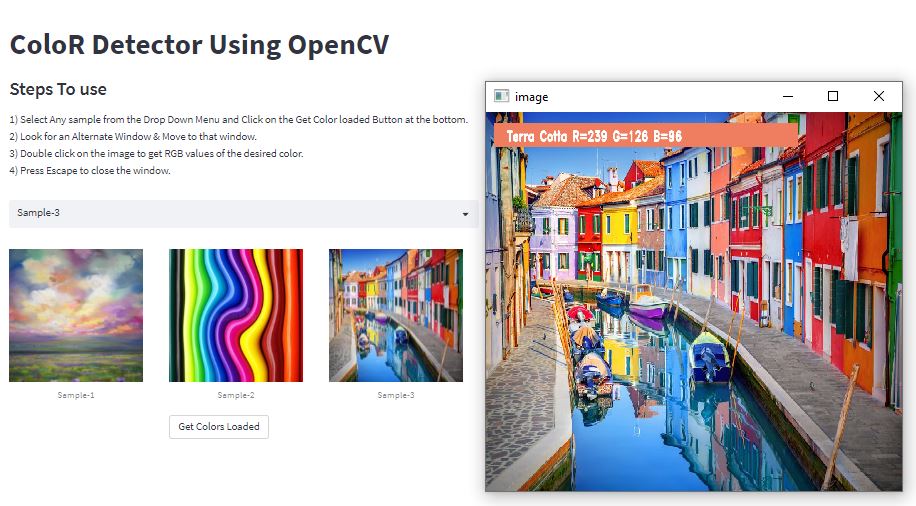 ColoR Detector Using OpenCV
Steps To use
1) Select Any sample from the Drop Down Menu and Click on the Get Color loaded Button at the bottom.
2) Look for an Alternate Window & Move to that window.
3) Double click on the image to get RGB values of the desired color.
4) Press Escape to close the window.
Sample-3
Sample-1
Sample-2
Sample-3
Get Colors Loaded
image
Terra Cotta R=239 G=126 B=96